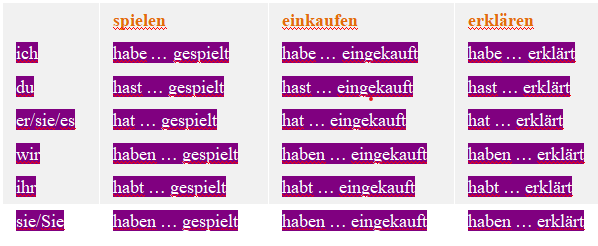 spielen einkaufen erklären
ich habe … gespielt habe … eingekauft habe … erklärt
du hast … gespielt hast … eingekauft hast … erklärt
er/sie/es hat … gespielt hat … eingekauft hat … erklärt
wir haben … gespielt haben … eingekauft haben … erklärt
ihr habt … gespielt habt … eingekauft habt … erklärt
sie/Sie haben … gespielt haben … eingekauft haben … erklärt